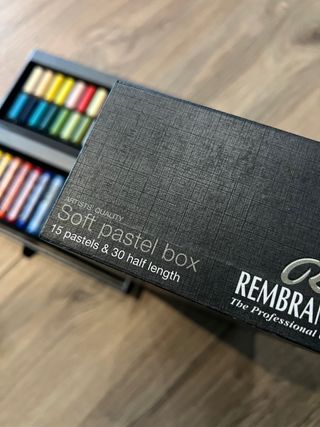 ARTISTS' QUALITY
Soft pastel box
15 pastels & 30 half length
R
REMBRAN
The Professional